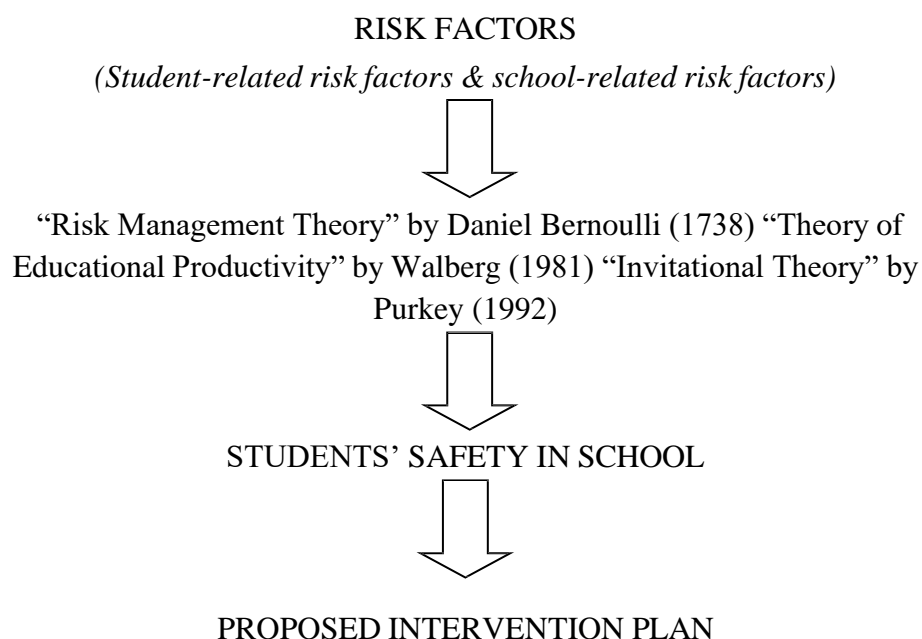 RISK FACTORS
(Student-related risk factors & school-related risk factors)
“Risk Management Theory” by Daniel Bernoulli (1738) “Theory of
Educational Productivity” by Walberg (1981) “Invitational Theory” by
Purkey (1992)
STUDENTS’ SAFETY IN SCHOOL
PROPOSED INTERVENTION PLAN